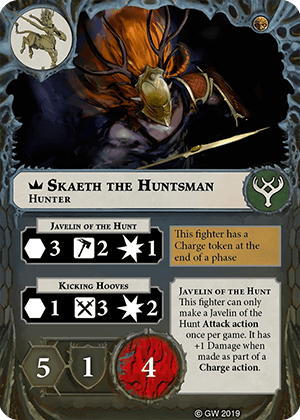 SKAETH THE HUNTSMAN
HUNTER
JAVELIN OF THE HUNT
3 2 1
This fighter has a
Charge token at the
end of a phase
KICKING HOOVES
1 3 2
JAVELIN OF THE HUNT
This fighter can only
make a Javelin of the
Hunt Attack action
once per game. It has
+1 Damage when
made as part of a
Charge action.
5 1 4
© GW 2019